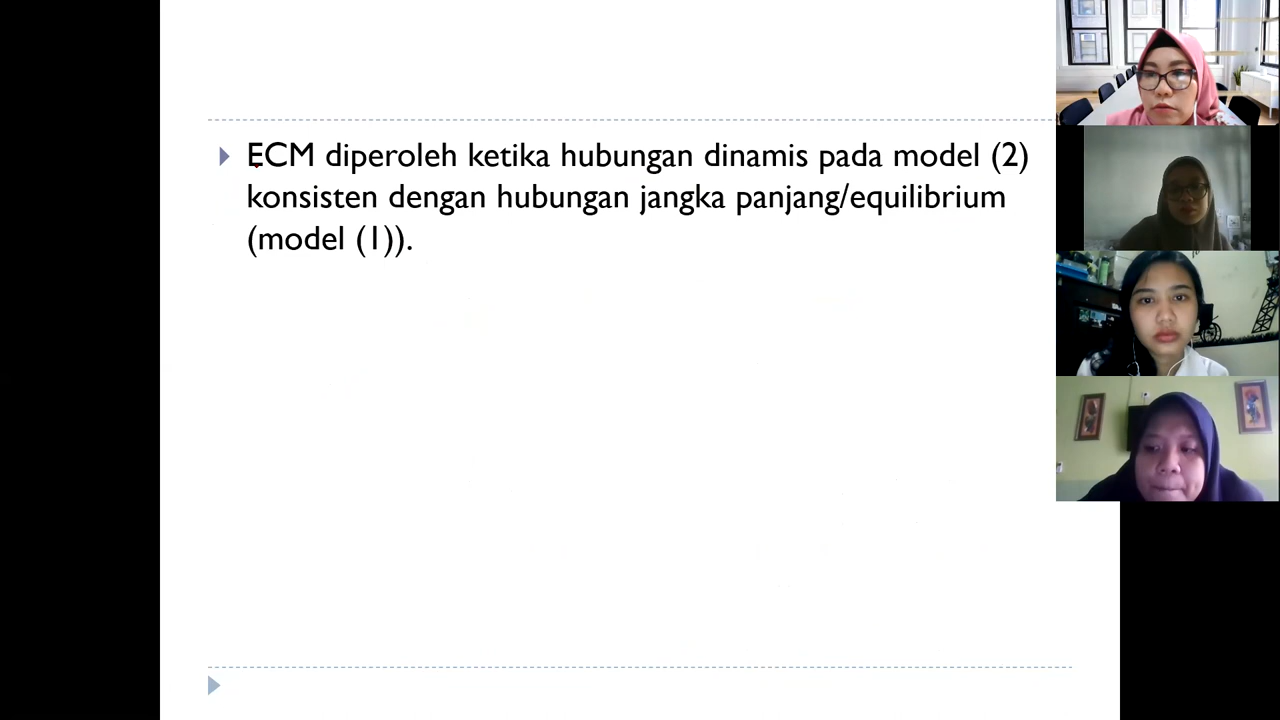 ECM diperoleh ketika hubungan dinamis pada model (2)
konsisten dengan hubungan jangka panjang/equilibrium
(model (1)).